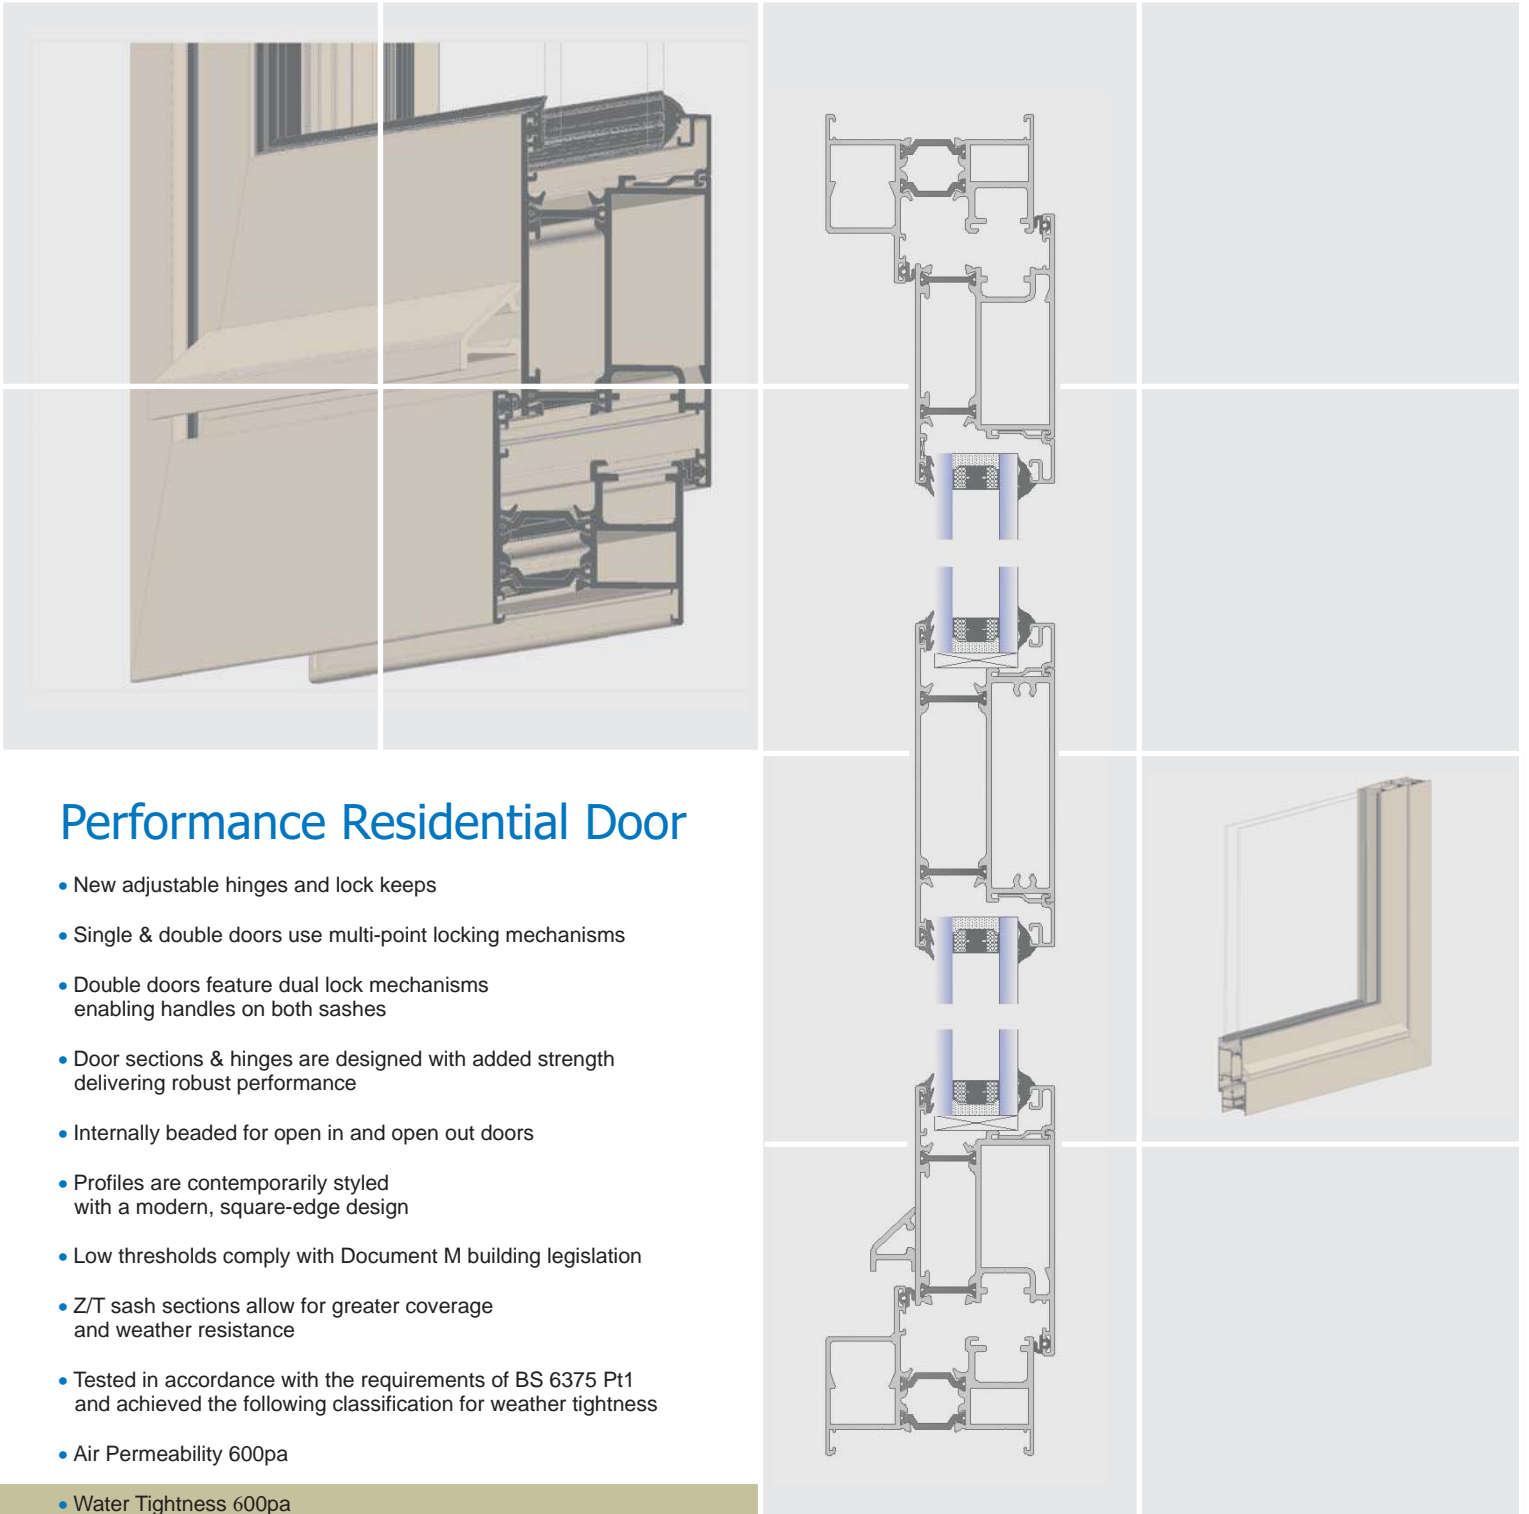 Performance Residential Door
• New adjustable hinges and lock keeps
• Single & double doors use multi-point locking mechanisms
• Double doors feature dual lock mechanisms
enabling handles on both sashes
• Door sections & hinges are designed with added strength
delivering robust performance
• Internally beaded for open in and open out doors
• Profiles are contemporarily styled
with a modern, square-edge design
• Low thresholds comply with Document M building legislation
• Z/T sash sections allow for greater coverage
and weather resistance
• Tested in accordance with the requirements of BS 6375 Pt1
and achieved the following classification for weather tightness
• Air Permeability 600pa
• Water Tightness 600pa